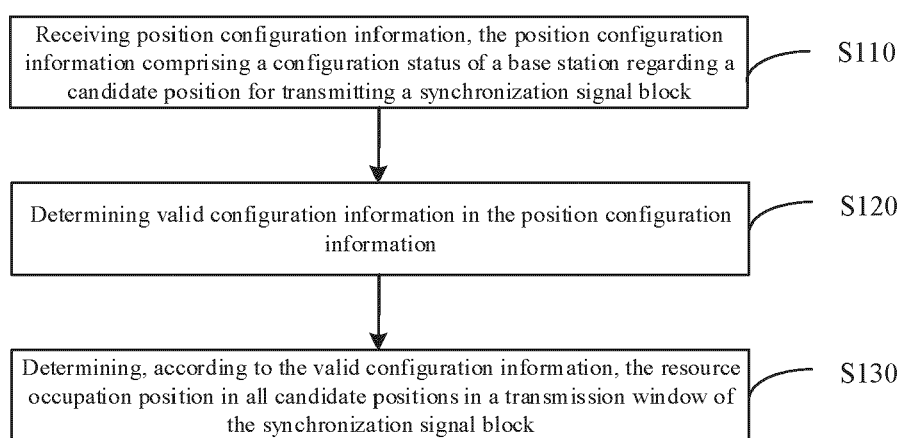 Receiving position configuration information, the position configuration
information comprising a configuration status of a base station regarding a
candidate position for transmitting a synchronization signal block
S110
Determining valid configuration information in the position configuration
information
S120
Determining, according to the valid configuration information, the resource
occupation position in all candidate positions in a transmission window of
the synchronization signal block
S130